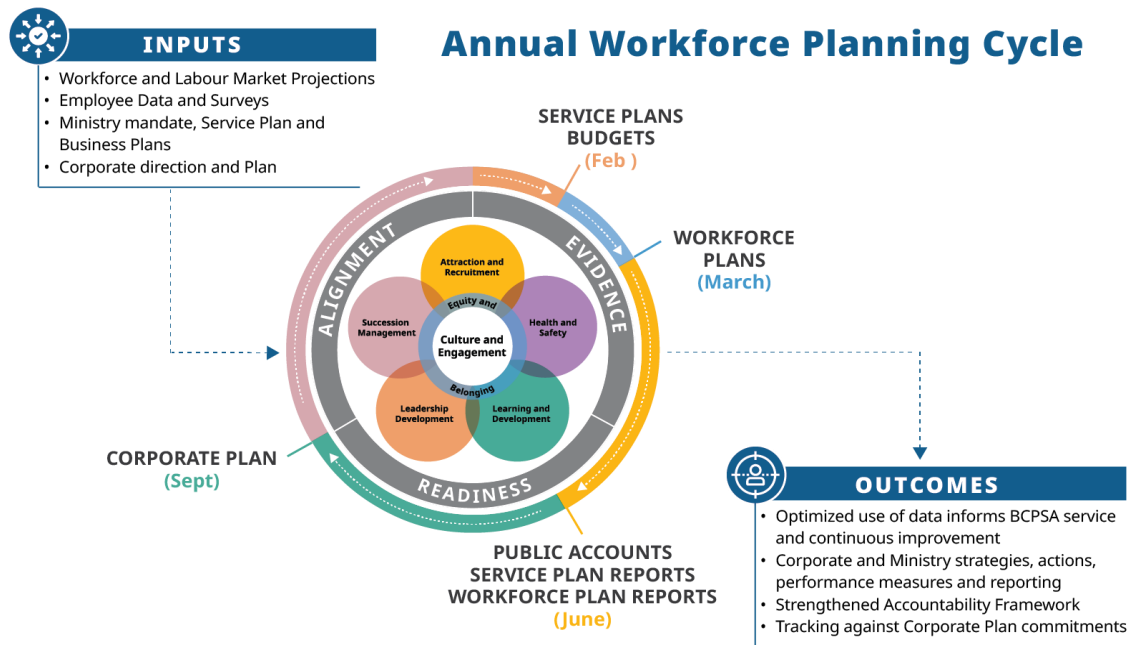 INPUTS
• Workforce and Labour Market Projections
• Employee Data and Surveys
• Ministry mandate, Service Plan and
Business Plans
• Corporate direction and Plan
Annual Workforce Planning Cycle
SERVICE PLANS
BUDGETS
(Feb )
WORKFORCE
PLANS
(March)
ALIGNMENT
EVIDENCE
READINESS
Attraction and
Recruitment
Succession
Management
Equity and
Health and
Safety
Culture and
Engagement
Belonging
Leadership
Development
Learning and
Development
CORPORATE PLAN
(Sept)
PUBLIC ACCOUNTS
SERVICE PLAN REPORTS
WORKFORCE PLAN REPORTS
(June)
OUTCOMES
• Optimized use of data informs BCPSA service
and continuous improvement
• Corporate and Ministry strategies, actions,
performance measures and reporting
• Strengthened Accountability Framework
• Tracking against Corporate Plan commitments